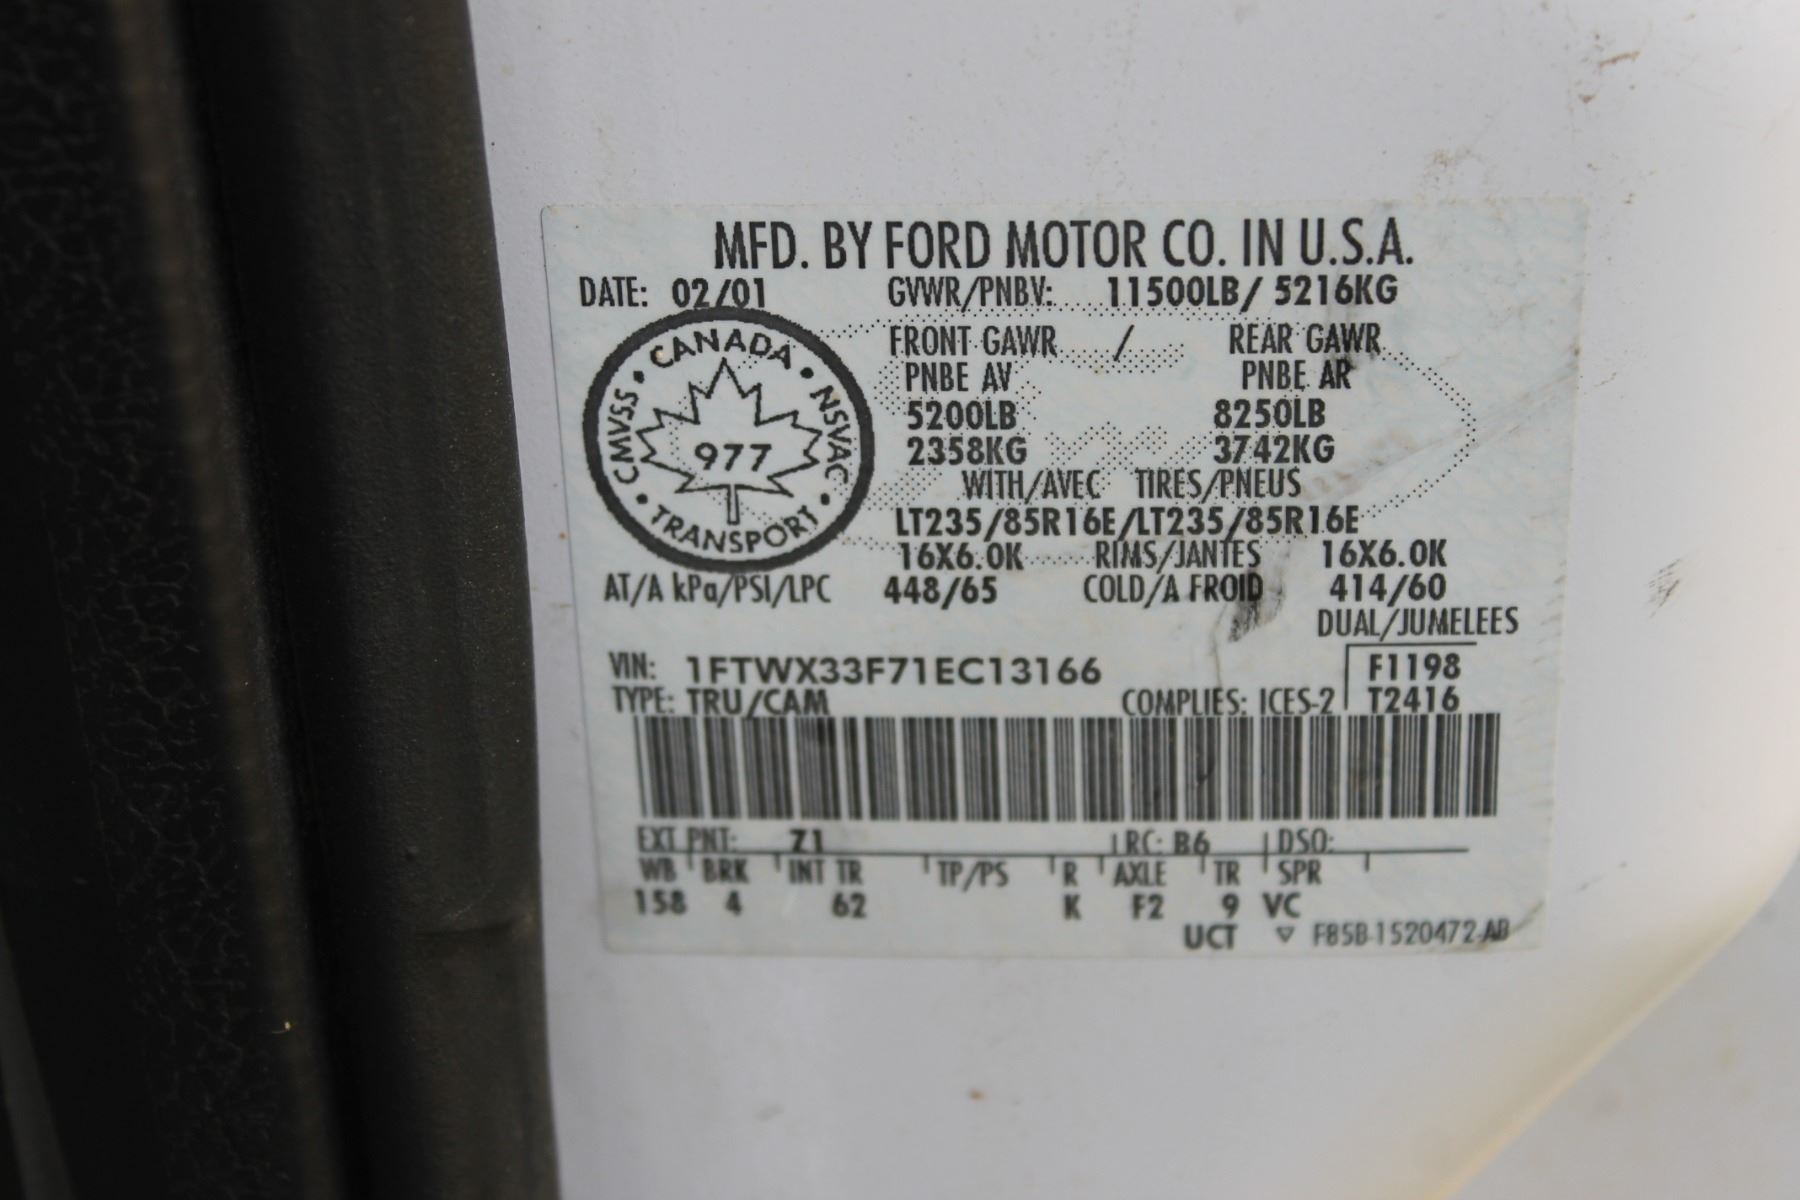 MFD. BY FORD MOTOR CO. IN U.S.A.
DATE: 02/01 GVWR/PNBV: 11500LB/ 5216KG
CANADA
CMVSS • NSVAC
977
TRANSPORT
FRONT GAWR / REAR GAWR
PNBE AV PNBE AR
5200LB 8250LB
2358KG 3742KG
WITH/AVEC TIRES/PNEUS
LT235/85R16E/LT235/85R16E
16X6.0K RIMS/JANTES 16X6.0K
AT/A kPa/PSI/LPC 448/65 COLD/A FROID 414/60
DUAL/JUMELEES
VIN: 1FTWX33F71EC13166 F1198
TYPE: TRU/CAM COMPLIES: ICES-2 T2416
EXT PNT: Z1 RC: B6 DSO:
WB BRK INT TR TP/PS R AXLE TR SPR
158 4 62 K F2 9 VC
UCT ▽ F85B-1520472-AB